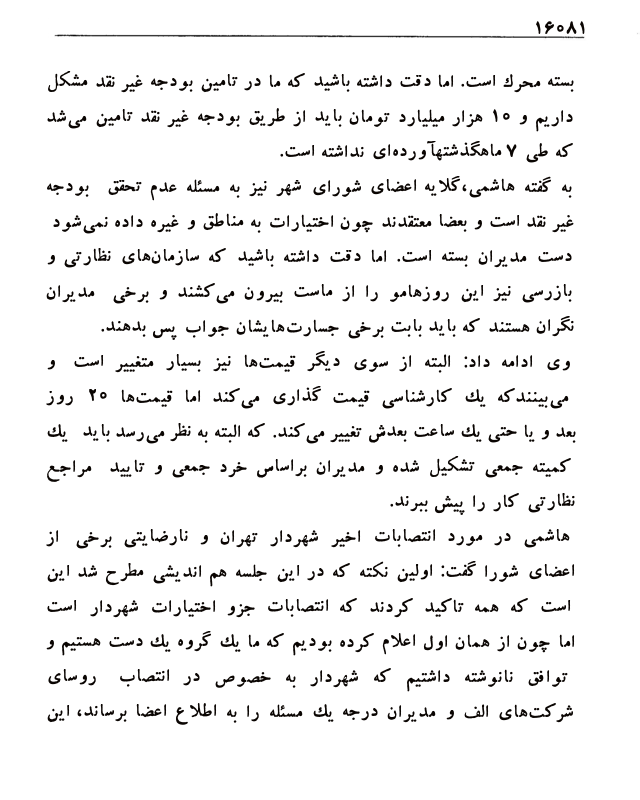 ۱۶۰۸۱
بسته محرك است. اما دقت داشته باشید که ما در تامین بودجه غیر نقد مشکل
داریم و ۱۰ هزار میلیارد تومان باید از طریق بودجه غیر نقد تامین می‌شد
که طی ۷ ماهگذشتهآورده‌ای نداشته است.
به گفته هاشمی،گلایه اعضای شورای شهر نیز به مسئله عدم تحقق بودجه
غیر نقد است و بعضا معتقدند چون اختیارات به مناطق و غیره داده نمی‌شود
دست مدیران بسته است. اما دقت داشته باشید که سازمان‌های نظارتی و
بازرسی نیز این روزهامو را از ماست بیرون می‌کشند و برخی مدیران
نگران هستند که باید بابت برخی جسارت‌هایشان جواب پس بدهند.
وی ادامه داد: البته از سوی دیگر قیمت‌ها نیز بسیار متغییر است و
می‌بینندکه یك کارشناسی قیمت گذاری می‌کند اما قیمت‌ها ۲۰ روز
بعد و یا حتی یك ساعت بعدش تغییر می‌کند. که البته به نظر می‌رسد باید یك
کمیته جمعی تشکیل شده و مدیران براساس خرد جمعی و تایید مراجع
نظارتی کار را پیش ببرند.
هاشمی در مورد انتصابات اخیر شهردار تهران و نارضایتی برخی از
اعضای شورا گفت: اولین نکته که در این جلسه هم اندیشی مطرح شد این
است که همه تاکید کردند که انتصابات جزو اختیارات شهردار است
اما چون از همان اول اعلام کرده بودیم که ما یك گروه یك دست هستیم و
توافق نانوشته داشتیم که شهردار به خصوص در انتصاب روسای
شرکت‌های الف و مدیران درجه یك مسئله را به اطلاع اعضا برساند، این